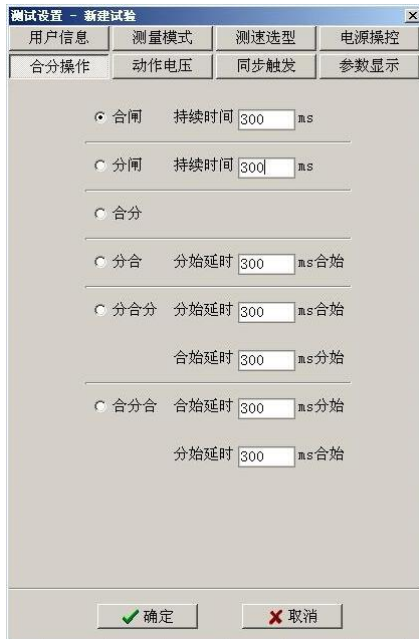 测试设置 - 新建试验
用户信息 测量模式 测速选型 电源操控
合分操作 动作电压 同步触发 参数显示
合闸 持续时间 300 ms
分闸 持续时间 300 ms
合分
分合 分始延时 300 ms合始
分合分 分始延时 300 ms合始
合始延时 300 ms分始
合分合 合始延时 300 ms分始
分始延时 300 ms合始
确定 取消